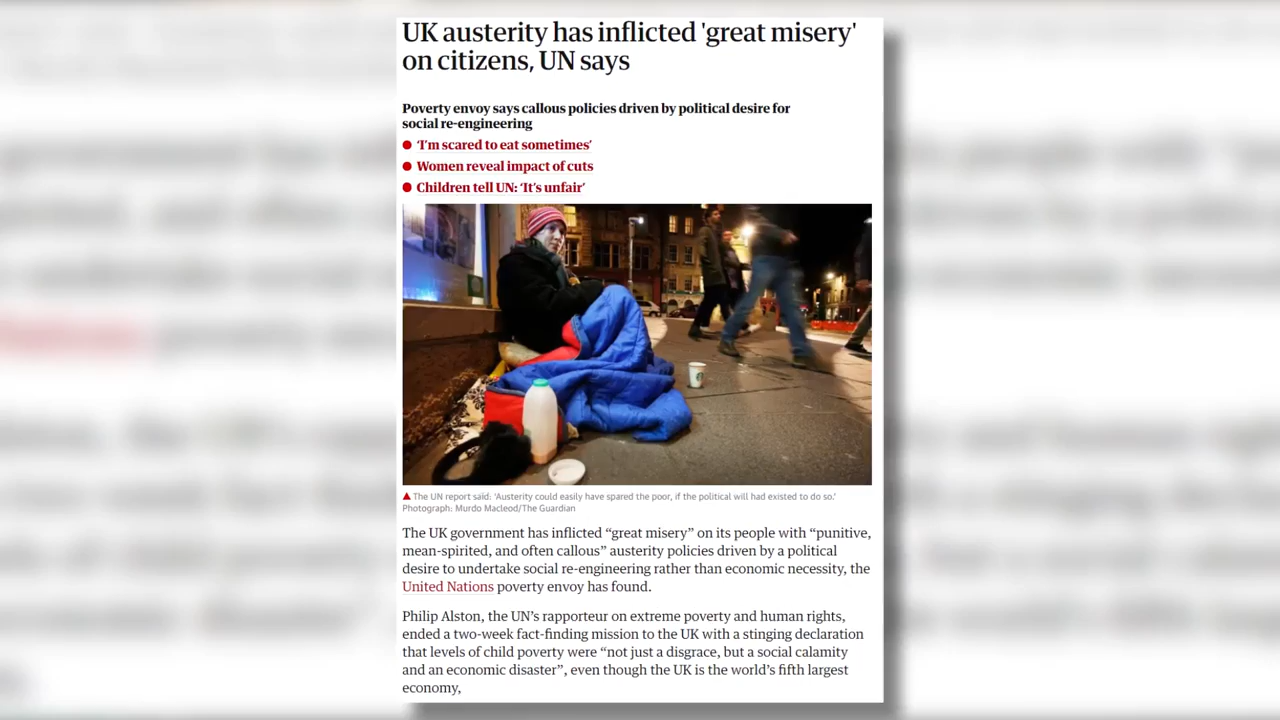 UK austerity has inflicted 'great misery'
on citizens, UN says
Poverty envoy says callous policies driven by political desire for
social re-engineering
● ‘I’m scared to eat sometimes’
● Women reveal impact of cuts
● Children tell UN: ‘It’s unfair’
▲ The UN report said: ‘Austerity could easily have spared the poor, if the political will had existed to do so.’
Photograph: Murdo Macleod/The Guardian
The UK government has inflicted “great misery” on its people with “punitive,
mean-spirited, and often callous” austerity policies driven by a political
desire to undertake social re-engineering rather than economic necessity, the
United Nations poverty envoy has found.
Philip Alston, the UN’s rapporteur on extreme poverty and human rights,
ended a two-week fact-finding mission to the UK with a stinging declaration
that levels of child poverty were “not just a disgrace, but a social calamity
and an economic disaster”, even though the UK is the world’s fifth largest
economy,